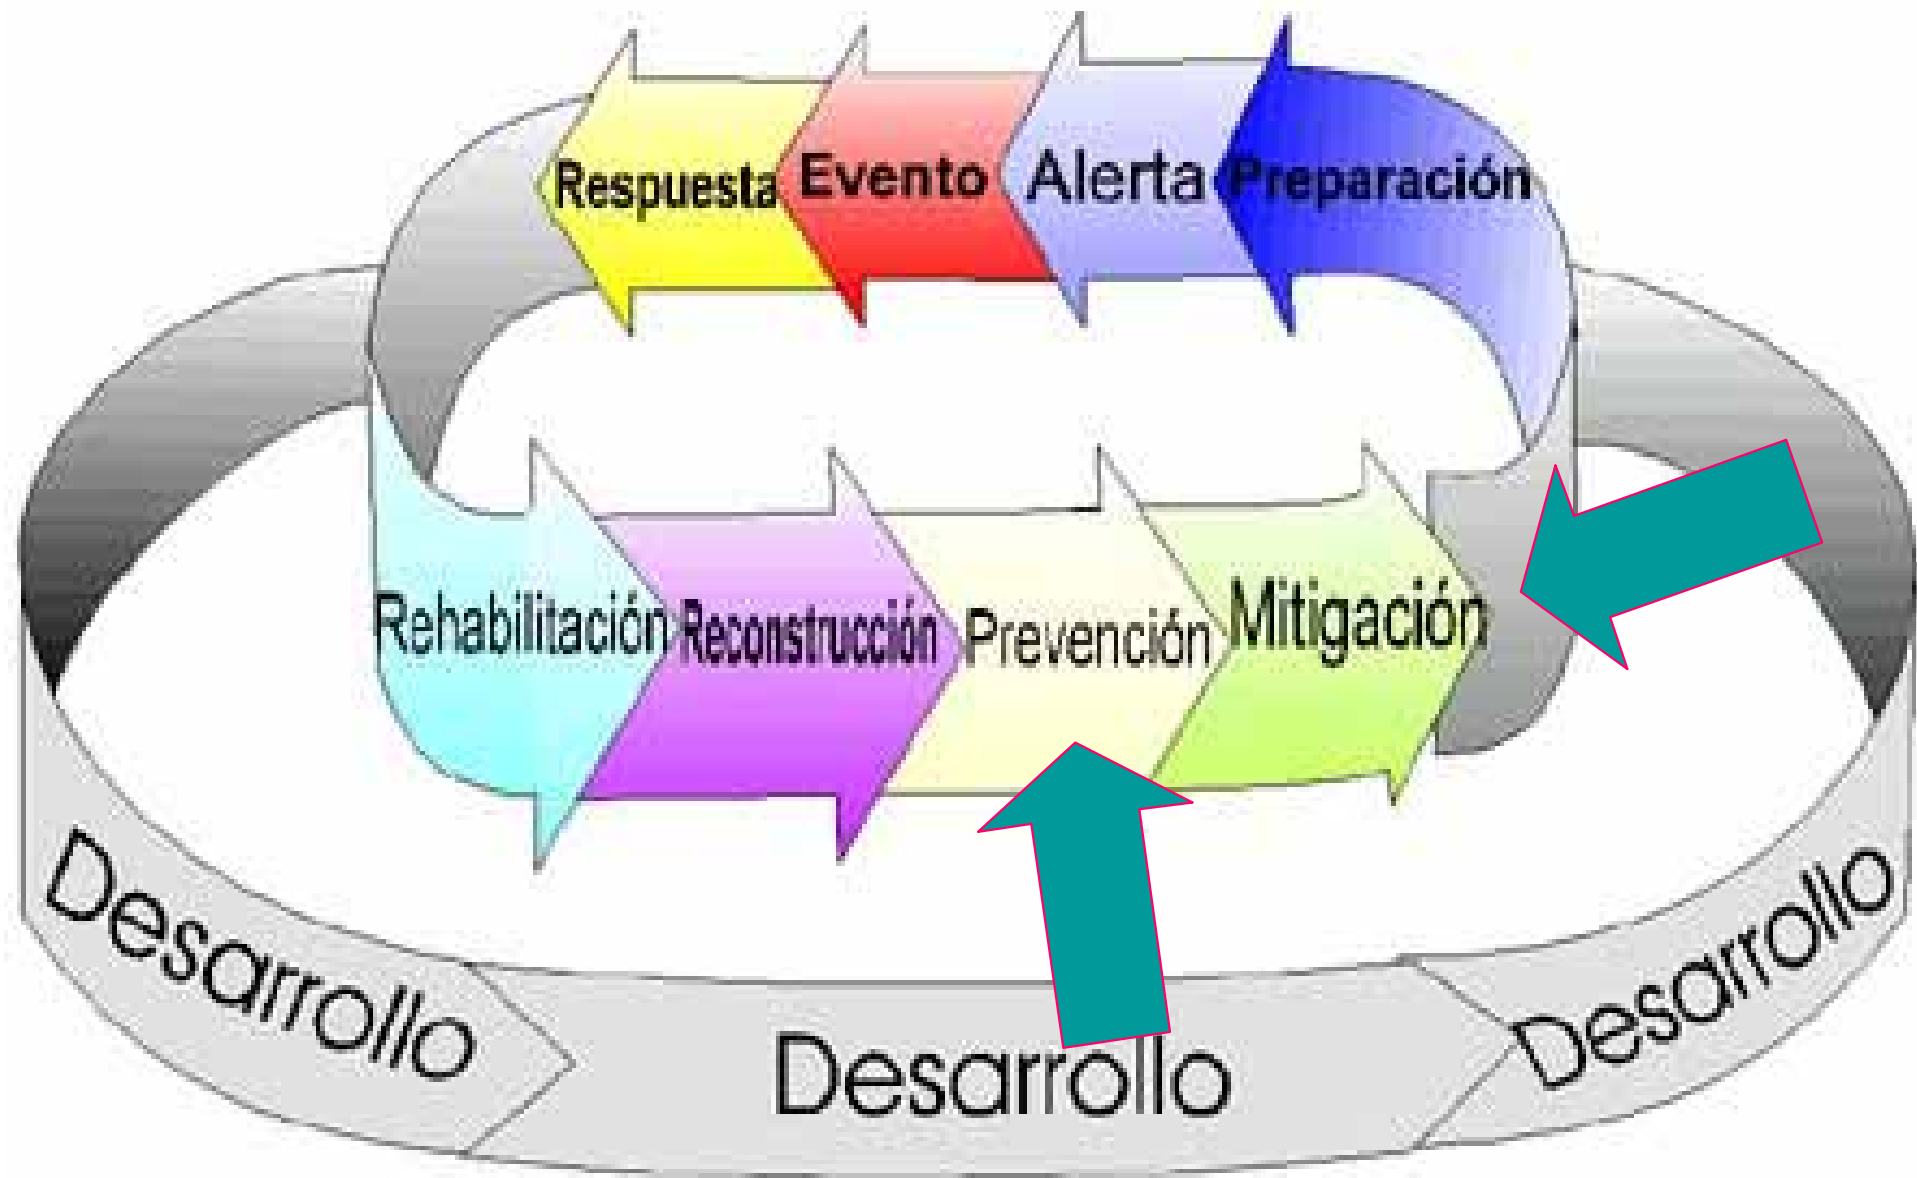 Respuesta Evento Alerta Preparación
Rehabilitación Reconstrucción Prevención Mitigación
Desarrollo Desarrollo Desarrollo